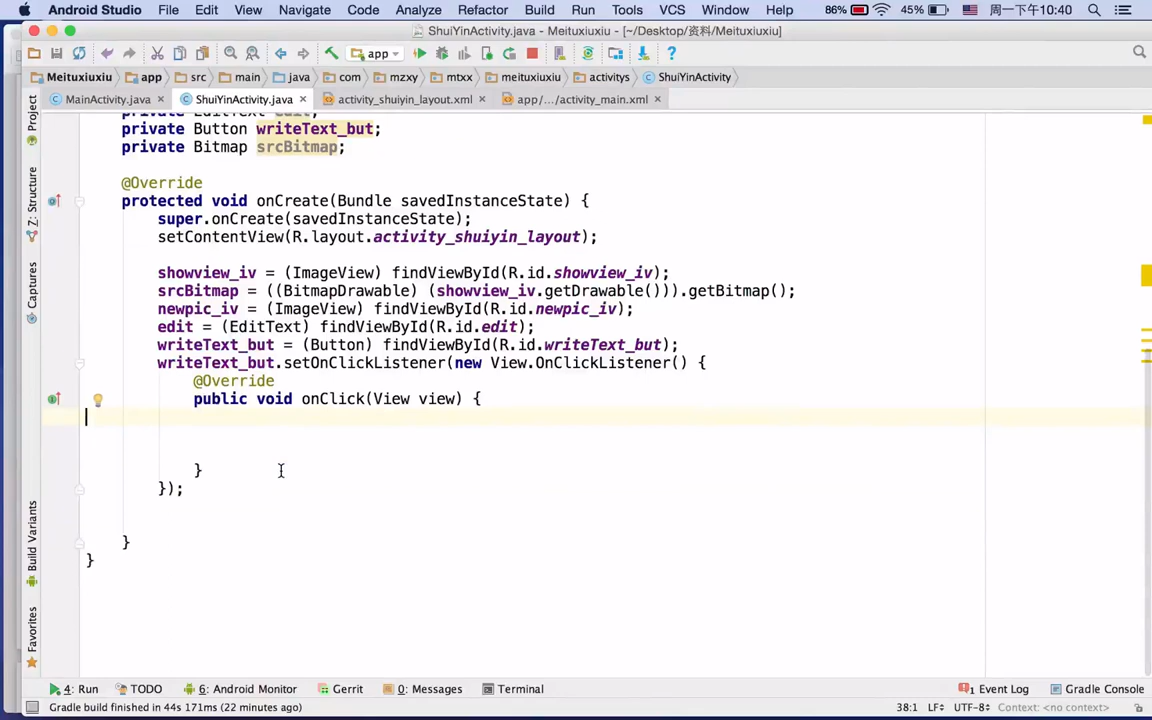 Android Studio File Edit View Navigate Code Analyze Refactor Build Run Tools VCS Window Help 86% 45% 周一下午10:40
ShuiYinActivity.java - Meituxiuxiu - [~/Desktop/资料/Meituxiuxiu]
app
Meituxiuxiu app src main java com mzxy mtxx meituxiuxiu activitys ShuiYinActivity
MainActivity.java × ShuiYinActivity.java × activity_shuiyin_layout.xml × app/.../activity_main.xml ×
private EditText edit;
private Button writeText_but;
private Bitmap srcBitmap;
@Override
protected void onCreate(Bundle savedInstanceState) {
super.onCreate(savedInstanceState);
setContentView(R.layout.activity_shuiyin_layout);
showview_iv = (ImageView) findViewById(R.id.showview_iv);
srcBitmap = ((BitmapDrawable) (showview_iv.getDrawable())).getBitmap();
newpic_iv = (ImageView) findViewById(R.id.newpic_iv);
edit = (EditText) findViewById(R.id.edit);
writeText_but = (Button) findViewById(R.id.writeText_but);
writeText_but.setOnClickListener(new View.OnClickListener() {
@Override
public void onClick(View view) {
}
});
}
}
Project
Z: Structure
Captures
Build Variants
Favorites
4: Run TODO 6: Android Monitor Gerrit 0: Messages Terminal 1 Event Log Gradle Console
Gradle build finished in 44s 171ms (22 minutes ago) 38:1 LF UTF-8 Context: <no context>